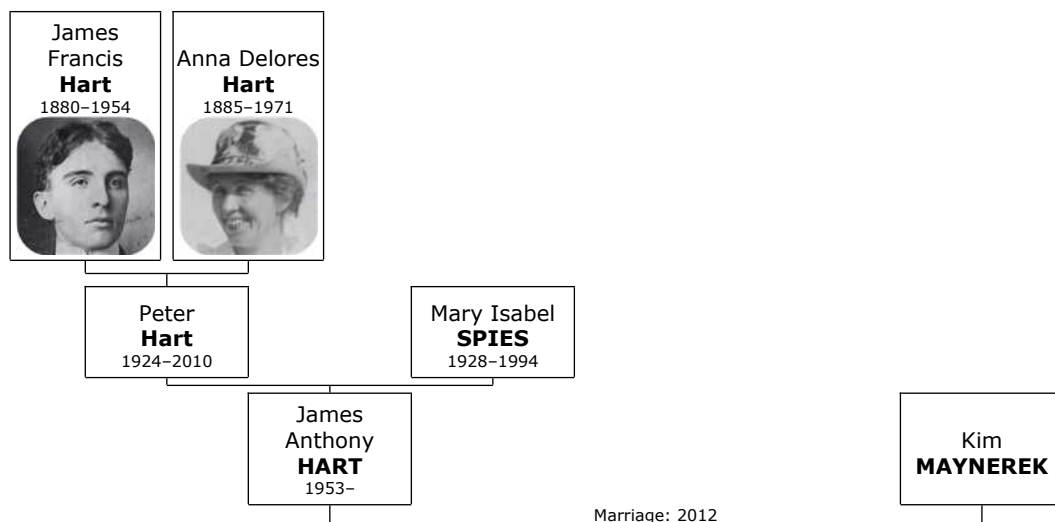 James
Francis
Hart
1880–1954
Anna Delores
Hart
1885–1971
Peter
Hart
1924–2010
Mary Isabel
SPIES
1928–1994
James
Anthony
HART
1953–
Kim
MAYNEREK
Marriage: 2012